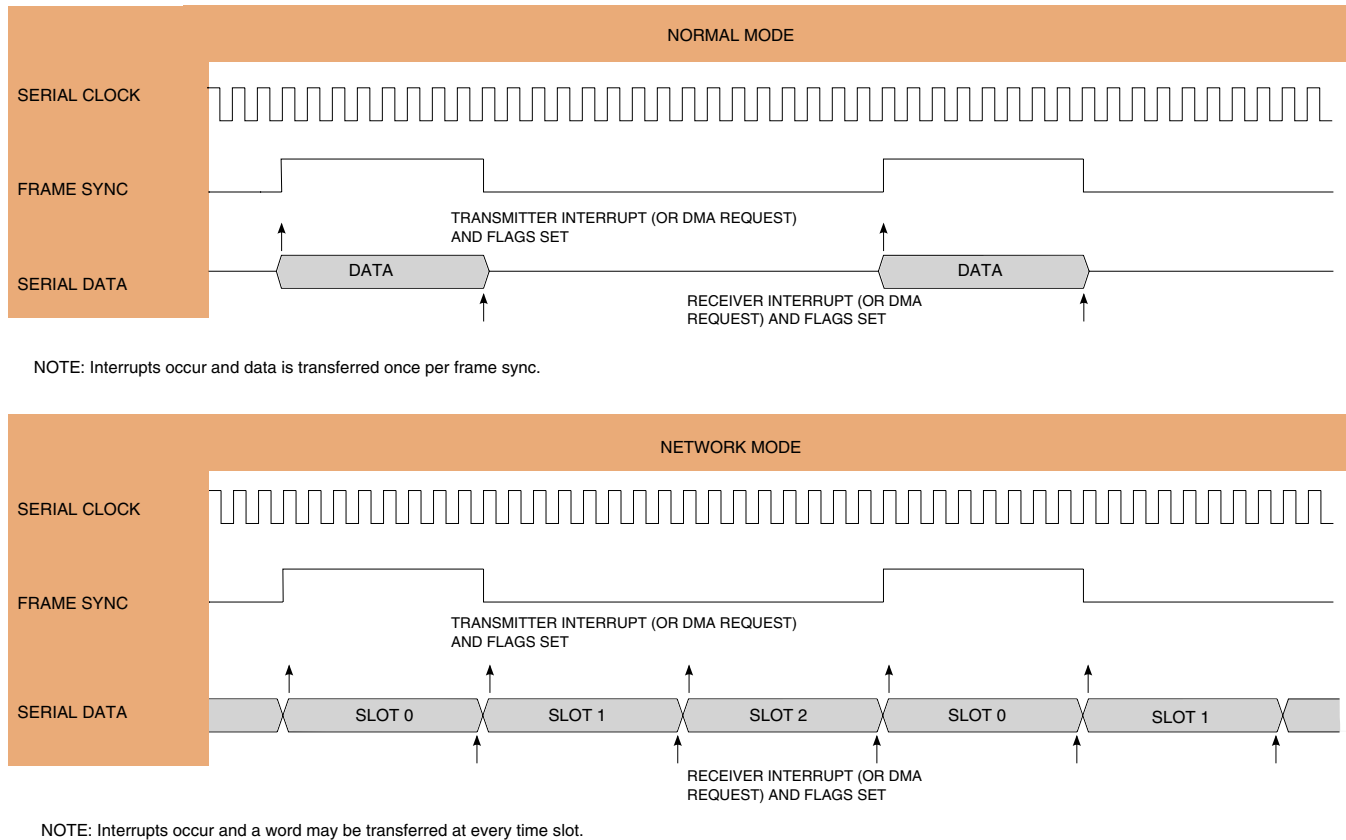 NORMAL MODE
SERIAL CLOCK
FRAME SYNC
TRANSMITTER INTERRUPT (OR DMA REQUEST)
AND FLAGS SET
SERIAL DATA
DATA
DATA
RECEIVER INTERRUPT (OR DMA
REQUEST) AND FLAGS SET
NOTE: Interrupts occur and data is transferred once per frame sync.
NETWORK MODE
SERIAL CLOCK
FRAME SYNC
TRANSMITTER INTERRUPT (OR DMA REQUEST)
AND FLAGS SET
SERIAL DATA
SLOT 0
SLOT 1
SLOT 2
SLOT 0
SLOT 1
RECEIVER INTERRUPT (OR DMA
REQUEST) AND FLAGS SET
NOTE: Interrupts occur and a word may be transferred at every time slot.